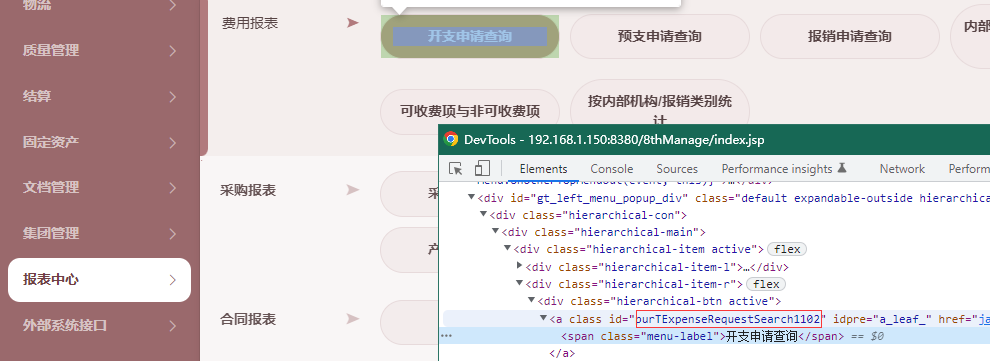 物流
质量管理
结算
固定资产
文档管理
集团管理
报表中心
外部系统接口
费用报表
开支申请查询
预支申请查询
报销申请查询
可收费项与非可收费项
按内部机构/报销类别统
计
采购报表
合同报表
DevTools - 192.168.1.150:8380/8thManage/index.jsp
Elements
Console
Sources
Performance insights
Network
<div id="gt_left_menu_popup_div" class="default expandable-outside hierarchica
<div class="hierarchical-con">
<div class="hierarchical-main">
<div class="hierarchical-item active"> flex
<div class="hierarchical-item-l">…</div>
<div class="hierarchical-item-r"> flex
<div class="hierarchical-btn active">
<a class id="purTExpenseRequestSearch1102" idpre="a_leaf_" href="ja
<span class="menu-label">开支申请查询</span> == $0
</a>